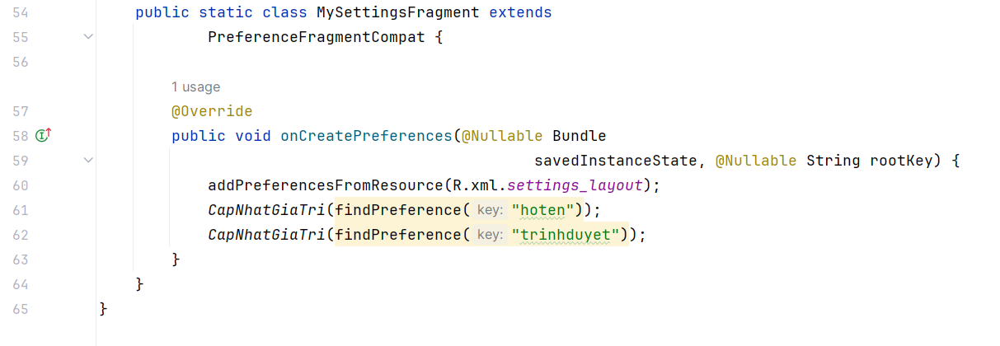 54 public static class MySettingsFragment extends
55 PreferenceFragmentCompat {
56
1 usage
57 @Override
58 public void onCreatePreferences(@Nullable Bundle
59 savedInstanceState, @Nullable String rootKey) {
60 addPreferencesFromResource(R.xml.settings_layout);
61 CapNhatGiaTri(findPreference( key: "hoten"));
62 CapNhatGiaTri(findPreference( key: "trinhduyet"));
63 }
64 }
65 }